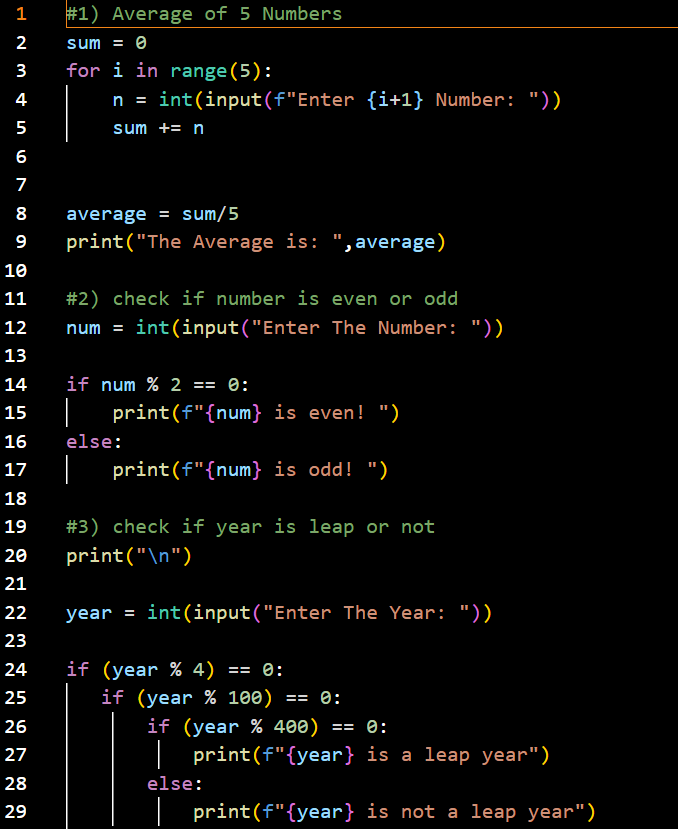 1 #1) Average of 5 Numbers
2 sum = 0
3 for i in range(5):
4     n = int(input(f"Enter {i+1} Number: "))
5     sum += n
6
7
8 average = sum/5
9 print("The Average is: ",average)
10
11 #2) check if number is even or odd
12 num = int(input("Enter The Number: "))
13
14 if num % 2 == 0:
15     print(f"{num} is even! ")
16 else:
17     print(f"{num} is odd! ")
18
19 #3) check if year is leap or not
20 print("\n")
21
22 year = int(input("Enter The Year: "))
23
24 if (year % 4) == 0:
25    if (year % 100) == 0:
26        if (year % 400) == 0:
27            print(f"{year} is a leap year")
28        else:
29            print(f"{year} is not a leap year")